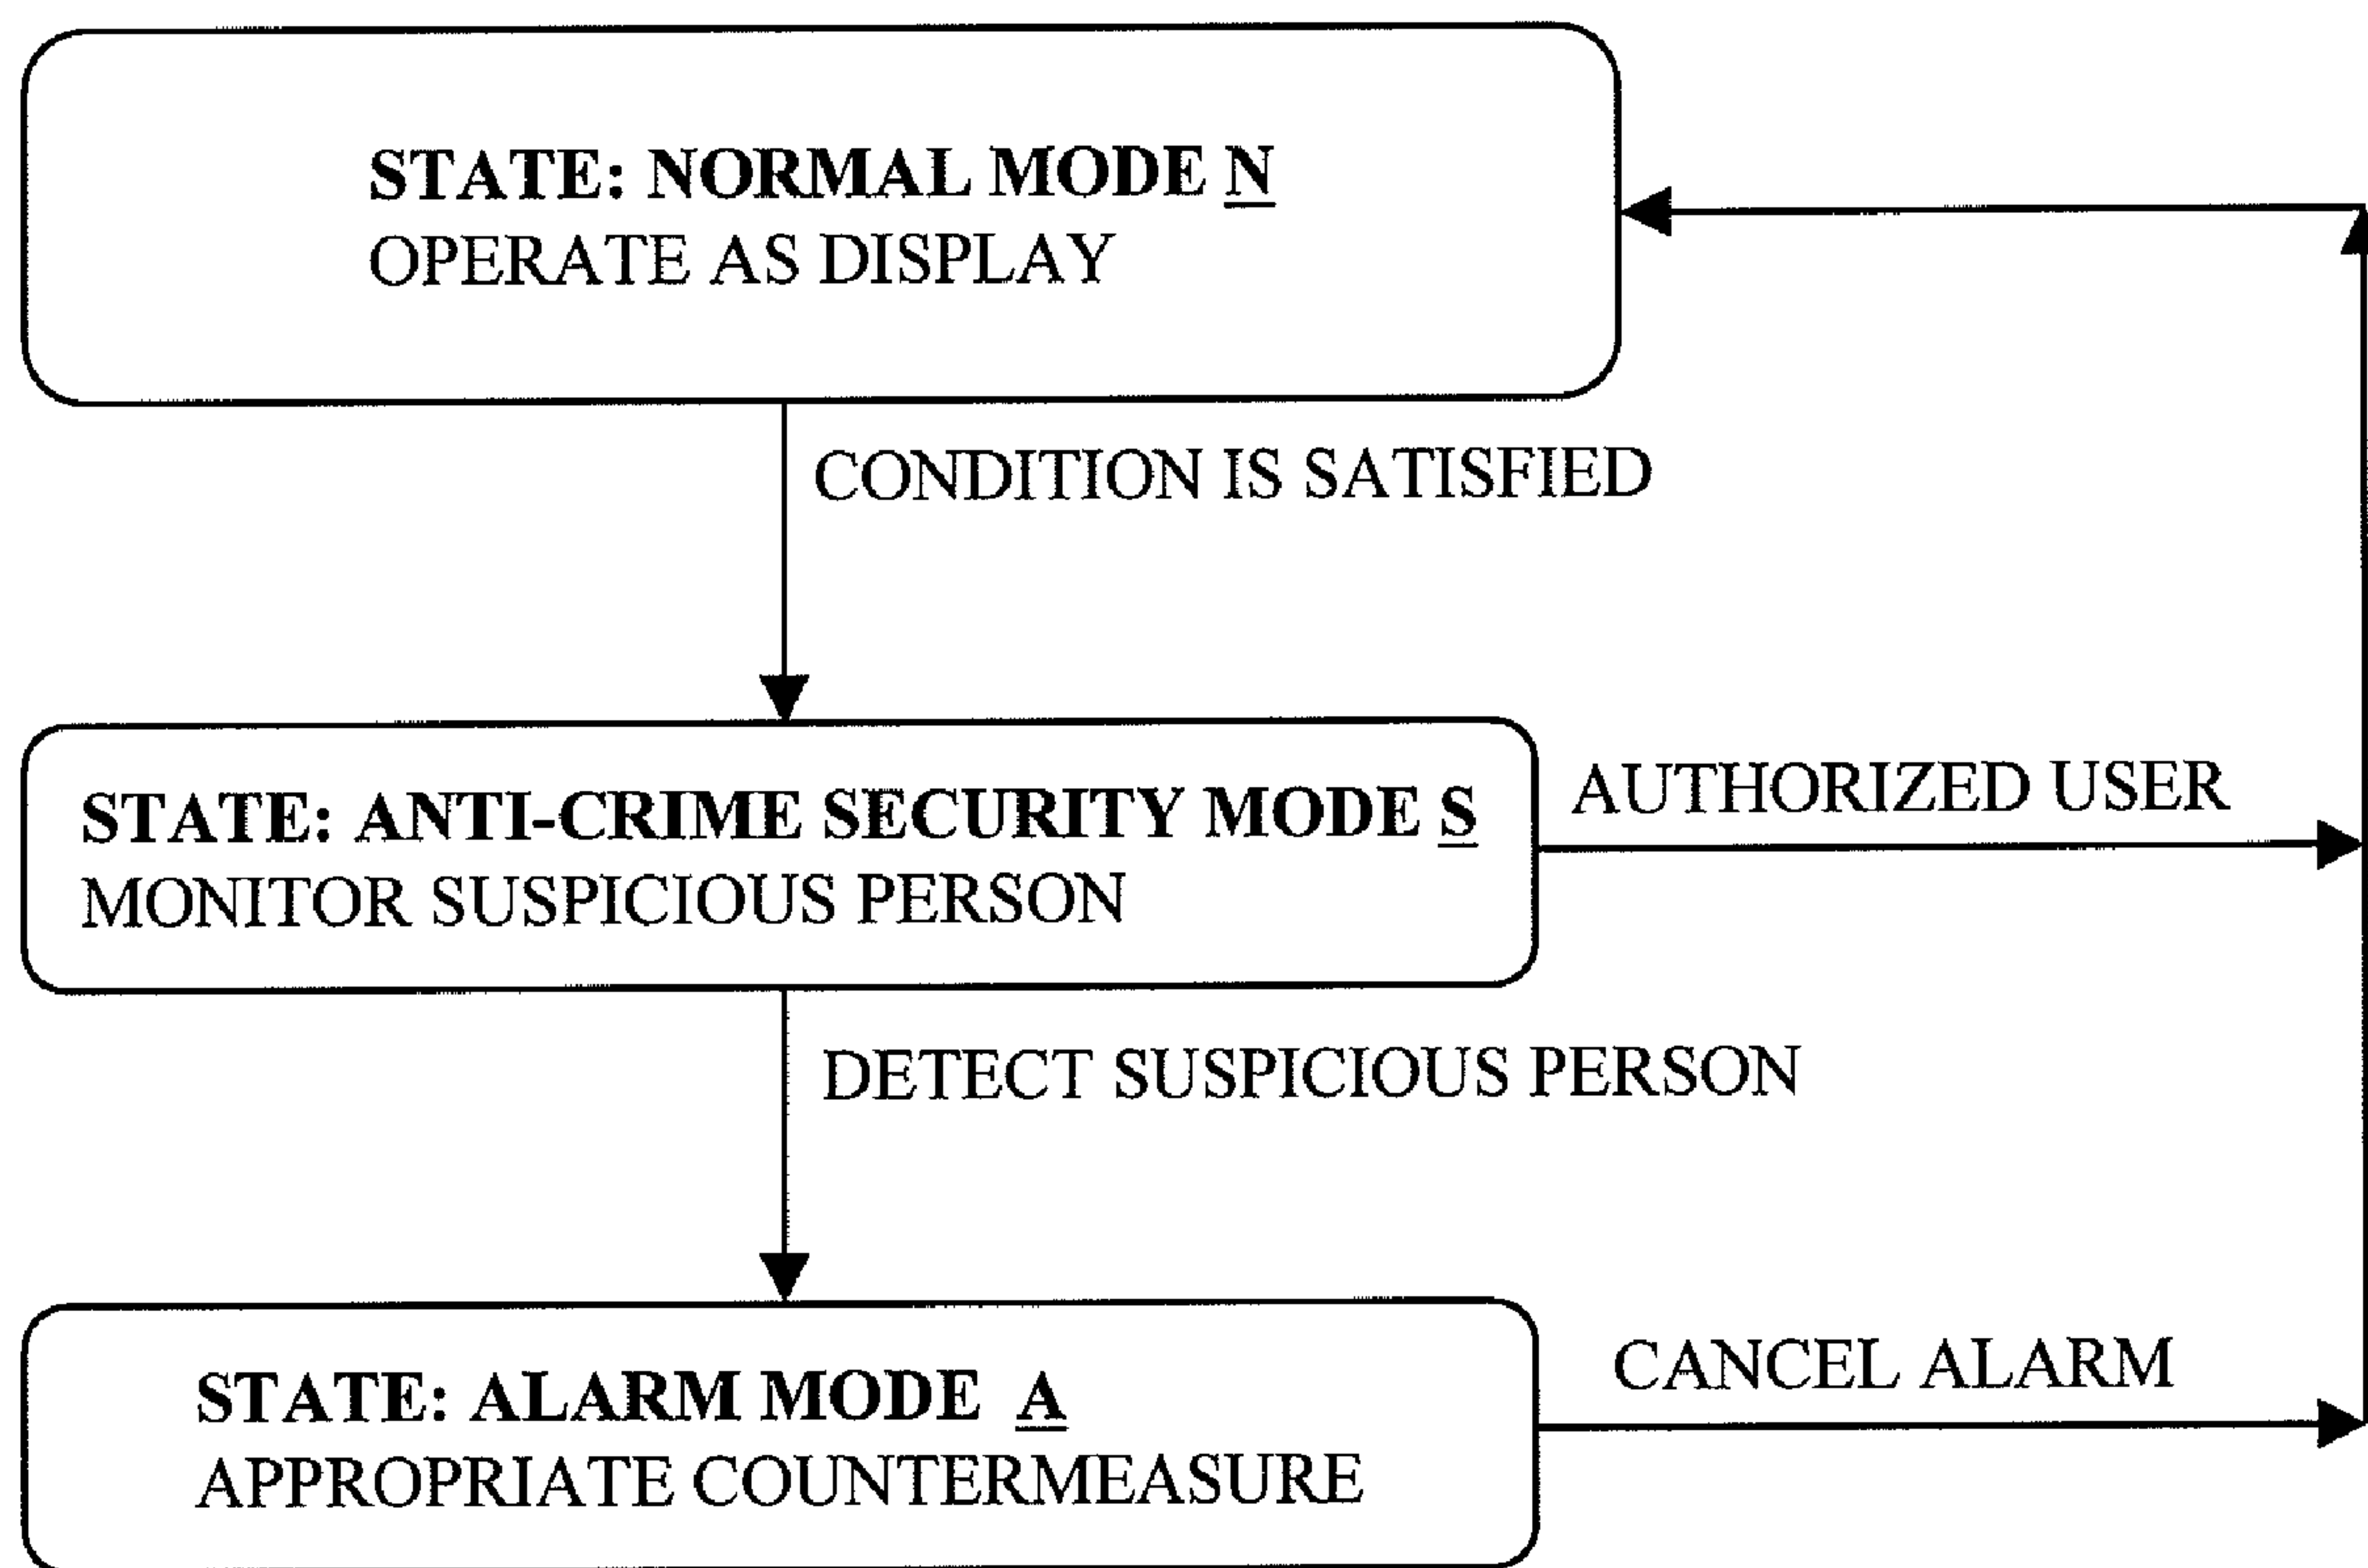 STATE: NORMAL MODE N
OPERATE AS DISPLAY
CONDITION IS SATISFIED
STATE: ANTI-CRIME SECURITY MODE S
MONITOR SUSPICIOUS PERSON
AUTHORIZED USER
DETECT SUSPICIOUS PERSON
STATE: ALARM MODE A
APPROPRIATE COUNTERMEASURE
CANCEL ALARM